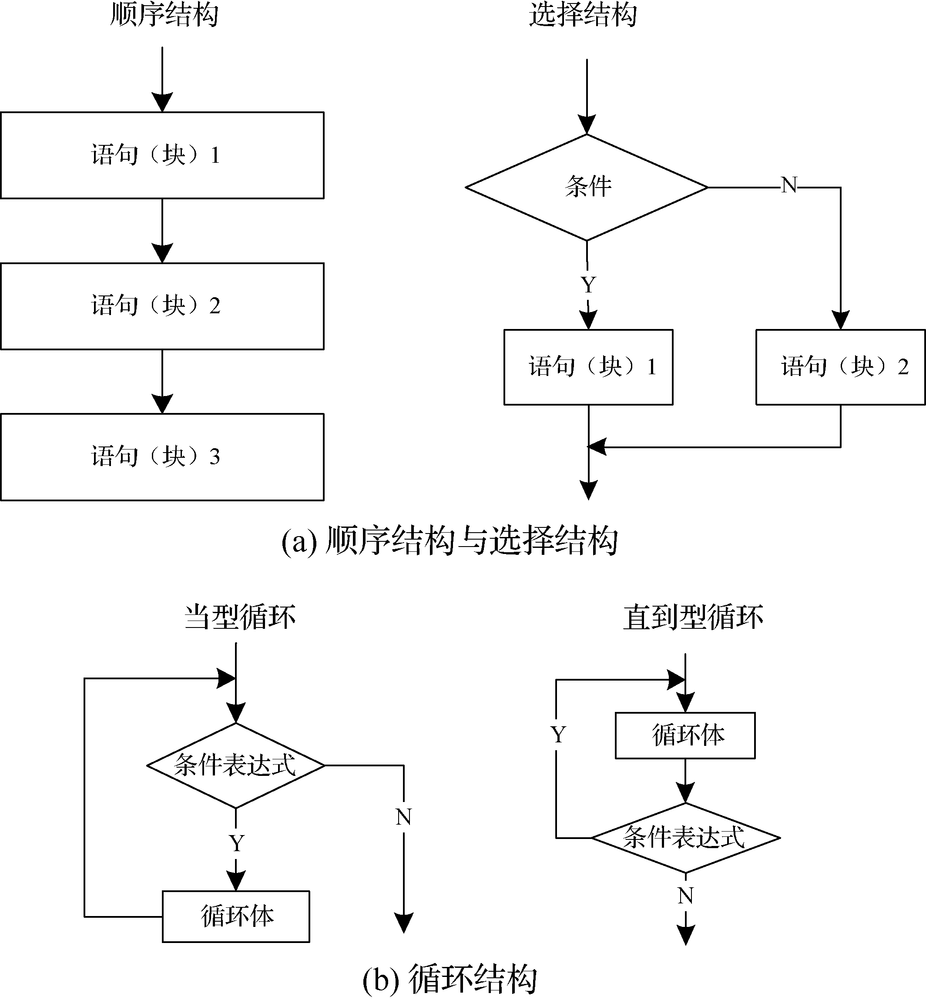 顺序结构
语句（块）1
语句（块）2
语句（块）3
选择结构
条件
N
Y
语句（块）1
语句（块）2
(a) 顺序结构与选择结构
当型循环
条件表达式
N
Y
循环体
直到型循环
Y
循环体
条件表达式
N
(b) 循环结构